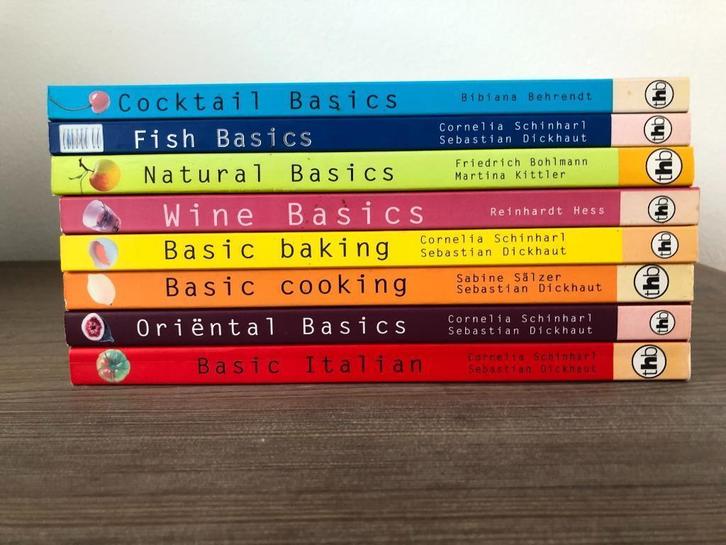 Cocktail Basics
Bibiana Behrendt
thb
Fish Basics
Cornelia Schinharl
Sebastian Dickhaut
thb
Natural Basics
Friedrich Bohlmann
Martina Kittler
thb
Wine Basics
Reinhardt Hess
thb
Basic baking
Cornelia Schinharl
Sebastian Dickhaut
thb
Basic cooking
Sabine Sälzer
Sebastian Dickhaut
thb
Oriëntal Basics
Cornelia Schinharl
Sebastian Dickhaut
thb
Basic Italian
Cornelia Schinharl
Sebastian Dickhaut
thb